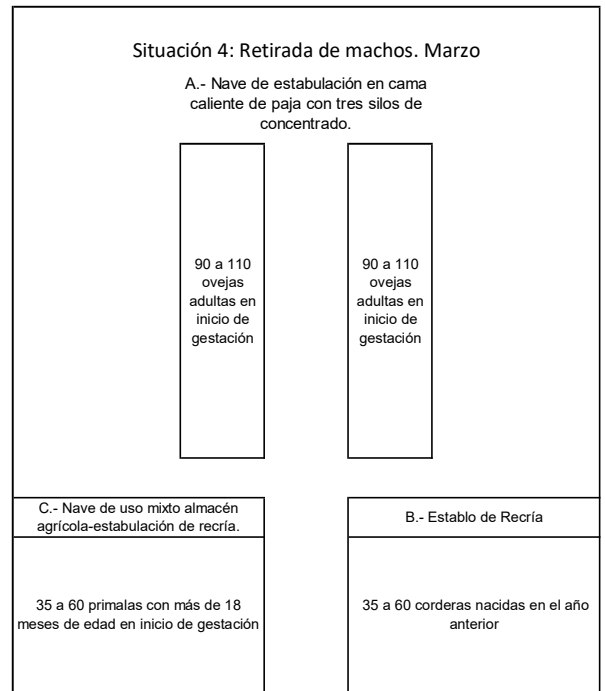 Situación 4: Retirada de machos. Marzo
A.- Nave de estabulación en cama
caliente de paja con tres silos de
concentrado.
90 a 110
ovejas
adultas en
inicio de
gestación
90 a 110
ovejas
adultas en
inicio de
gestación
C.- Nave de uso mixto almacén
agrícola-estabulación de recría.
B.- Establo de Recría
35 a 60 primalas con más de 18
meses de edad en inicio de gestación
35 a 60 corderas nacidas en el año
anterior